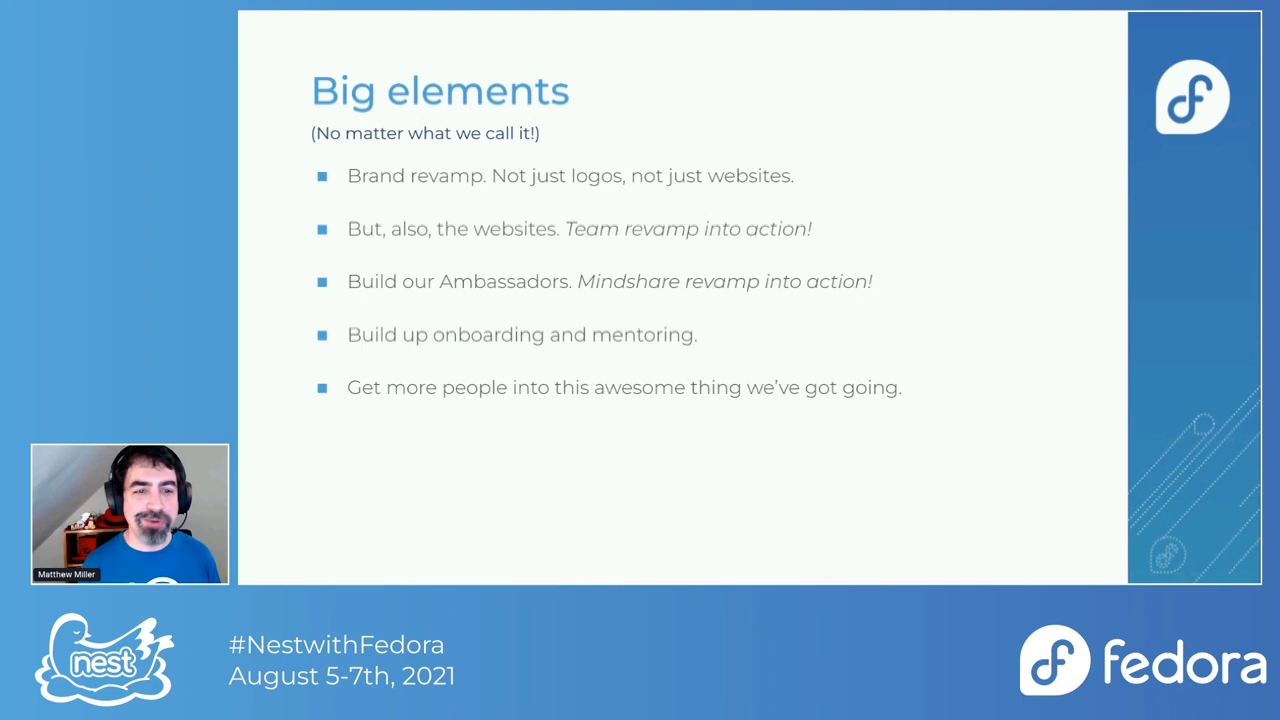 Big elements
(No matter what we call it!)
Brand revamp. Not just logos, not just websites.
But, also, the websites. Team revamp into action!
Build our Ambassadors. Mindshare revamp into action!
Build up onboarding and mentoring.
Get more people into this awesome thing we’ve got going.
Matthew Miller
nest
#NestwithFedora
August 5-7th, 2021
fedora